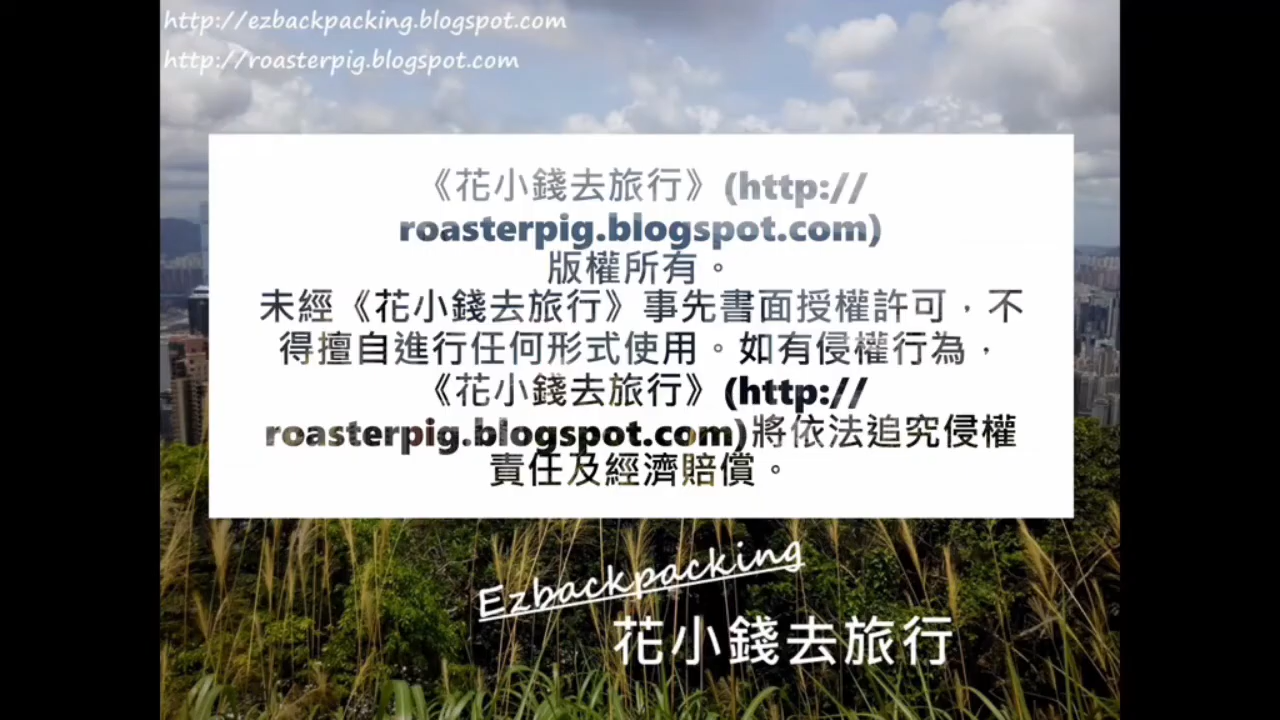 http://ezbackpacking.blogspot.com
http://roasterpig.blogspot.com
《花小錢去旅行》(http://
roasterpig.blogspot.com)
版權所有。
未經《花小錢去旅行》事先書面授權許可，不
得擅自進行任何形式使用。如有侵權行為，
《花小錢去旅行》(http://
roasterpig.blogspot.com)將依法追究侵權
責任及經濟賠償。
Ezbackpacking
花小錢去旅行